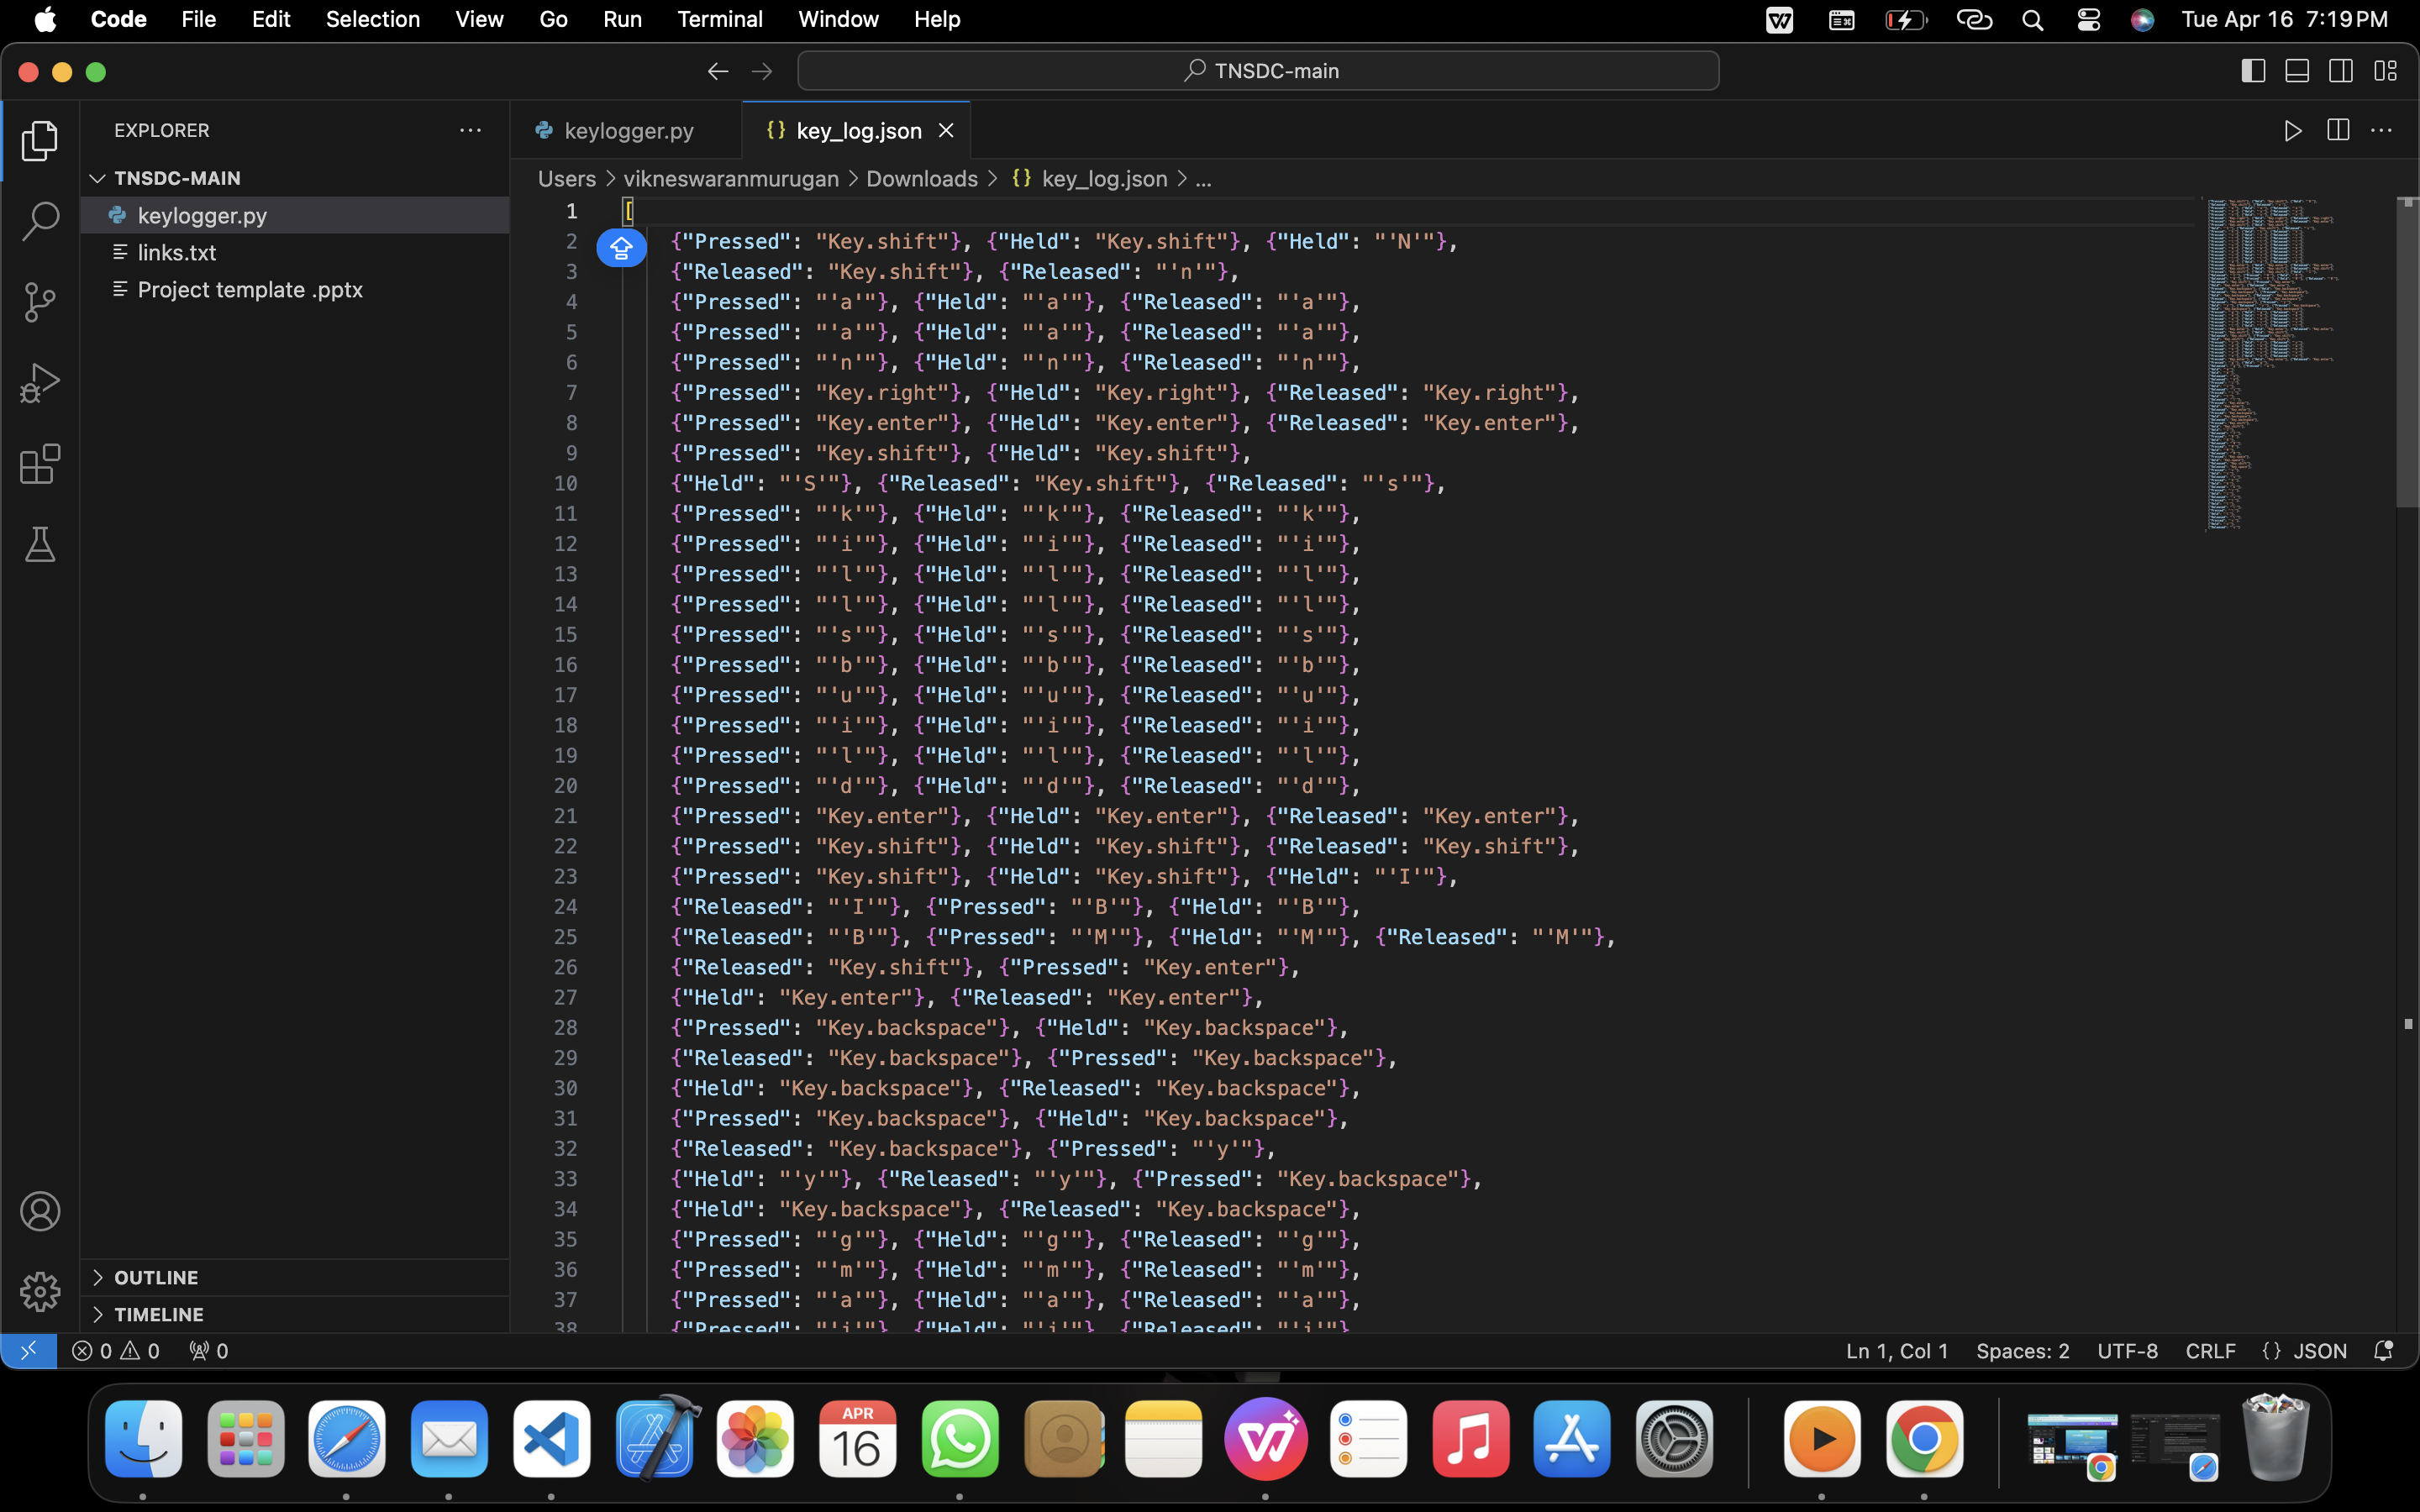 Code File Edit Selection View Go Run Terminal Window Help Tue Apr 16 7:19 PM
TNSDC-main
EXPLORER
TNSDC-MAIN
keylogger.py
links.txt
Project template .pptx
OUTLINE
TIMELINE
keylogger.py key_log.json
Users > vikneswaranmurugan > Downloads > {} key_log.json > ...
1 [
2 {"Pressed": "Key.shift"}, {"Held": "Key.shift"}, {"Held": "'N'"},
3 {"Released": "Key.shift"}, {"Released": "'n'"},
4 {"Pressed": "'a'"}, {"Held": "'a'"}, {"Released": "'a'"},
5 {"Pressed": "'a'"}, {"Held": "'a'"}, {"Released": "'a'"},
6 {"Pressed": "'n'"}, {"Held": "'n'"}, {"Released": "'n'"},
7 {"Pressed": "Key.right"}, {"Held": "Key.right"}, {"Released": "Key.right"},
8 {"Pressed": "Key.enter"}, {"Held": "Key.enter"}, {"Released": "Key.enter"},
9 {"Pressed": "Key.shift"}, {"Held": "Key.shift"},
10 {"Held": "'S'"}, {"Released": "Key.shift"}, {"Released": "'s'"},
11 {"Pressed": "'k'"}, {"Held": "'k'"}, {"Released": "'k'"},
12 {"Pressed": "'i'"}, {"Held": "'i'"}, {"Released": "'i'"},
13 {"Pressed": "'l'"}, {"Held": "'l'"}, {"Released": "'l'"},
14 {"Pressed": "'l'"}, {"Held": "'l'"}, {"Released": "'l'"},
15 {"Pressed": "'s'"}, {"Held": "'s'"}, {"Released": "'s'"},
16 {"Pressed": "'b'"}, {"Held": "'b'"}, {"Released": "'b'"},
17 {"Pressed": "'u'"}, {"Held": "'u'"}, {"Released": "'u'"},
18 {"Pressed": "'i'"}, {"Held": "'i'"}, {"Released": "'i'"},
19 {"Pressed": "'l'"}, {"Held": "'l'"}, {"Released": "'l'"},
20 {"Pressed": "'d'"}, {"Held": "'d'"}, {"Released": "'d'"},
21 {"Pressed": "Key.enter"}, {"Held": "Key.enter"}, {"Released": "Key.enter"},
22 {"Pressed": "Key.shift"}, {"Held": "Key.shift"}, {"Released": "Key.shift"},
23 {"Pressed": "Key.shift"}, {"Held": "Key.shift"}, {"Held": "'I'"},
24 {"Released": "'I'"}, {"Pressed": "'B'"}, {"Held": "'B'"},
25 {"Released": "'B'"}, {"Pressed": "'M'"}, {"Held": "'M'"}, {"Released": "'M'"},
26 {"Released": "Key.shift"}, {"Pressed": "Key.enter"},
27 {"Held": "Key.enter"}, {"Released": "Key.enter"},
28 {"Pressed": "Key.backspace"}, {"Held": "Key.backspace"},
29 {"Released": "Key.backspace"}, {"Pressed": "Key.backspace"},
30 {"Held": "Key.backspace"}, {"Released": "Key.backspace"},
31 {"Pressed": "Key.backspace"}, {"Held": "Key.backspace"},
32 {"Released": "Key.backspace"}, {"Pressed": "'y'"},
33 {"Held": "'y'"}, {"Released": "'y'"}, {"Pressed": "Key.backspace"},
34 {"Held": "Key.backspace"}, {"Released": "Key.backspace"},
35 {"Pressed": "'g'"}, {"Held": "'g'"}, {"Released": "'g'"},
36 {"Pressed": "'m'"}, {"Held": "'m'"}, {"Released": "'m'"},
37 {"Pressed": "'a'"}, {"Held": "'a'"}, {"Released": "'a'"},
38 {"Pressed": "'i'"}, {"Held": "'i'"}, {"Released": "'i'"}
0 0 0 Ln 1, Col 1 Spaces: 2 UTF-8 CRLF {} JSON
APR
16